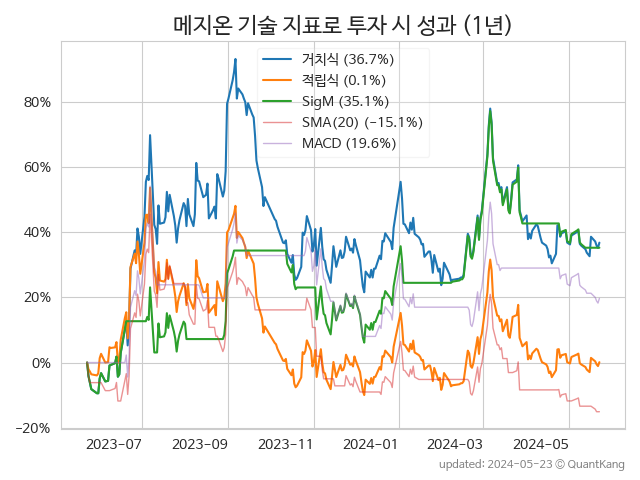 메지온 기술 지표로 투자 시 성과 (1년)
거치식 (36.7%)
적립식 (0.1%)
SigM (35.1%)
SMA(20) (-15.1%)
MACD (19.6%)
80%
60%
40%
20%
0%
-20%
2023-07 2023-09 2023-11 2024-01 2024-03 2024-05
updated: 2024-05-23 ⓒ QuantKang